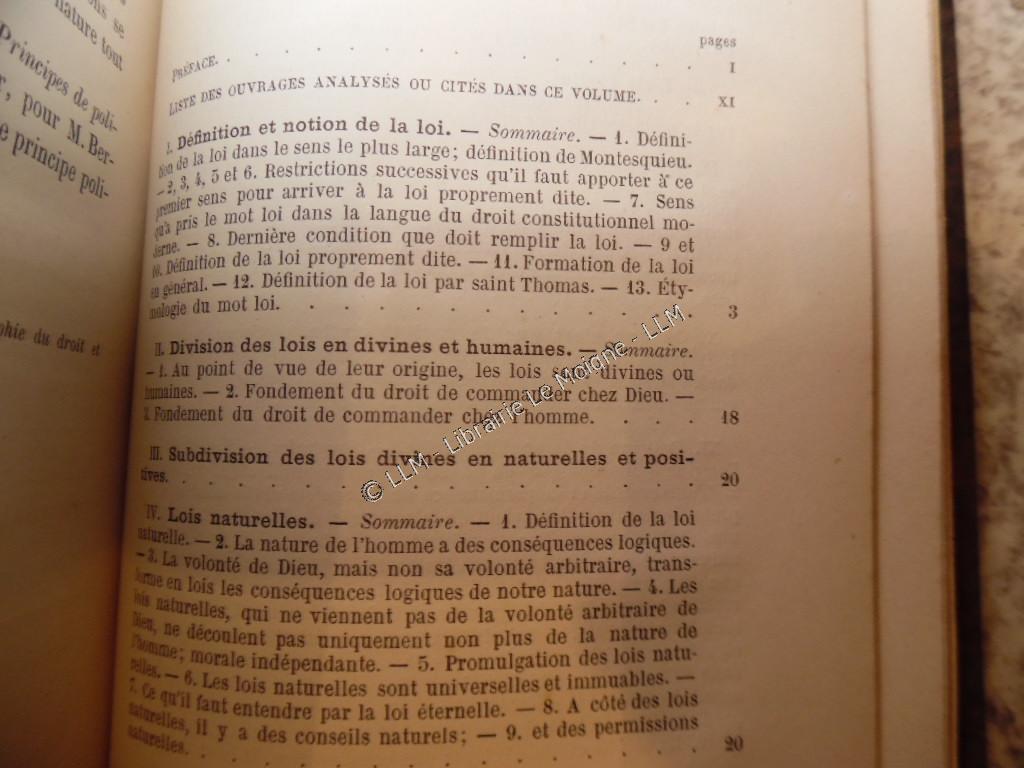 ns se
nature tout
Principes de poli-
, pour M. Ber-
e principe poli-
phie du droit et
pages
PRÉFACE. . . . . . . . . . . . I
LISTE DES OUVRAGES ANALYSÉS OU CITÉS DANS CE VOLUME. . . XI
I. Définition et notion de la loi. — Sommaire. — 1. Défini-
tion de la loi dans le sens le plus large; définition de Montesquieu.
— 2, 3, 4, 5 et 6. Restrictions successives qu'il faut apporter à ce
premier sens pour arriver à la loi proprement dite. — 7. Sens
qu'a pris le mot loi dans la langue du droit constitutionnel mo-
derne. — 8. Dernière condition que doit remplir la loi. — 9 et
10. Définition de la loi proprement dite. — 11. Formation de la loi
en général. — 12. Définition de la loi par saint Thomas. — 13. Éty-
mologie du mot loi. . . . . . . . . . . . 3
II. Division des lois en divines et humaines. — Sommaire.
— 1. Au point de vue de leur origine, les lois sont divines ou
humaines. — 2. Fondement du droit de commander chez Dieu. —
3. Fondement du droit de commander chez l'homme. . . . 18
III. Subdivision des lois divines en naturelles et posi-
tives. . . . . . . . . . . . . . . 20
IV. Lois naturelles. — Sommaire. — 1. Définition de la loi
naturelle. — 2. La nature de l'homme a des conséquences logiques.
— 3. La volonté de Dieu, mais non sa volonté arbitraire, trans-
forme en lois les conséquences logiques de notre nature. — 4. Les
lois naturelles, qui ne viennent pas de la volonté arbitraire de
Dieu, ne découlent pas uniquement non plus de la nature de
l'homme; morale indépendante. — 5. Promulgation des lois natu-
relles. — 6. Les lois naturelles sont universelles et immuables. —
7. Ce qu'il faut entendre par la loi éternelle. — 8. A côté des lois
naturelles, il y a des conseils naturels; — 9. et des permissions
naturelles. . . . . . . . . . . . . . 20
© LLM - Librairie Le Moigne - LLM